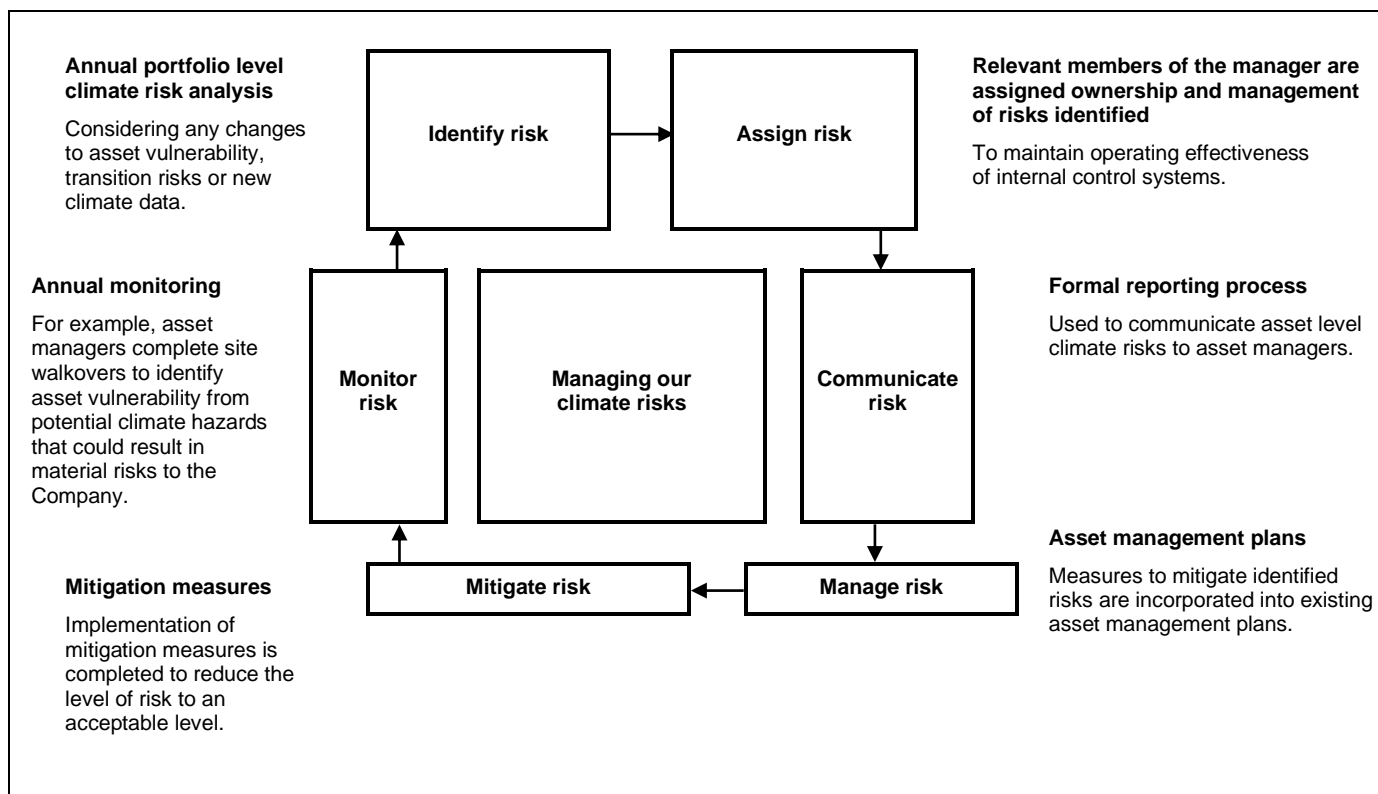 Annual portfolio level
climate risk analysis
Considering any changes
to asset vulnerability,
transition risks or new
climate data.
Identify risk
Assign risk
Relevant members of the manager are
assigned ownership and management
of risks identified
To maintain operating effectiveness
of internal control systems.
Annual monitoring
For example, asset
managers complete site
walkovers to identify
asset vulnerability from
potential climate hazards
that could result in
material risks to the
Company.
Monitor
risk
Managing our
climate risks
Communicate
risk
Formal reporting process
Used to communicate asset level
climate risks to asset managers.
Mitigation measures
Implementation of
mitigation measures is
completed to reduce the
level of risk to an
acceptable level.
Mitigate risk
Manage risk
Asset management plans
Measures to mitigate identified
risks are incorporated into existing
asset management plans.